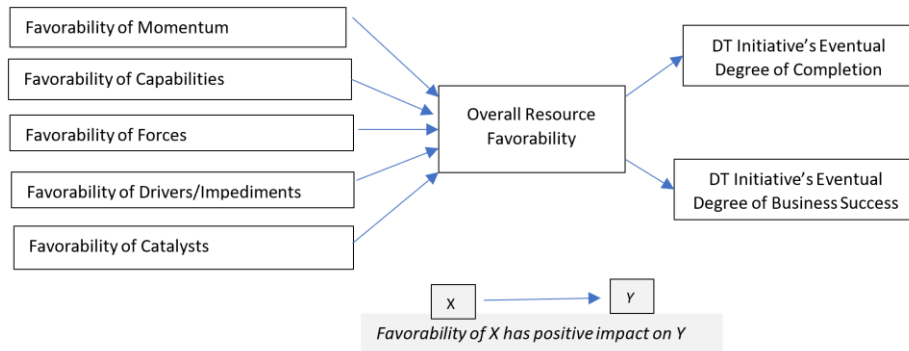 Favorability of Momentum
Favorability of Capabilities
Favorability of Forces
Favorability of Drivers/Impediments
Favorability of Catalysts
Overall Resource
Favorability
DT Initiative’s Eventual
Degree of Completion
DT Initiative’s Eventual
Degree of Business Success
X
Y
Favorability of X has positive impact on Y